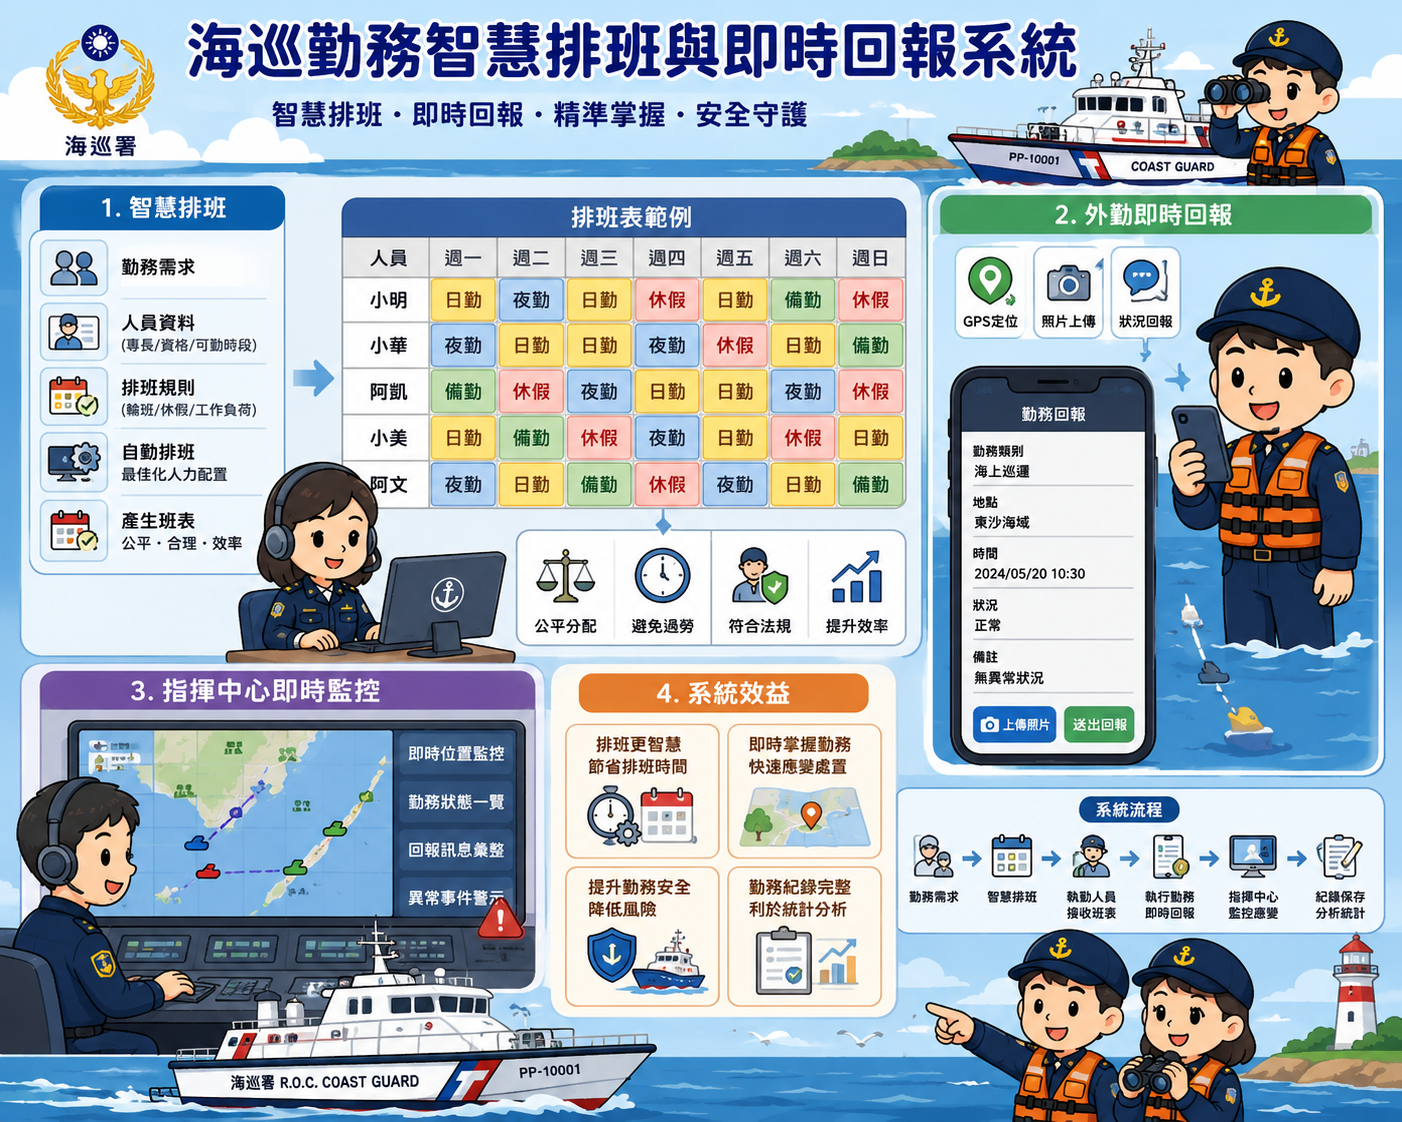 海巡勤務智慧排班與即時回報系統
智慧排班・即時回報・精準掌握・安全守護
海巡署
PP-10001
COAST GUARD
1. 智慧排班
勤務需求
人員資料
(專長/資格/可勤時段)
排班規則
(輪班/休假/工作負荷)
自動排班
最佳化人力配置
產生班表
公平・合理・效率
排班表範例
人員 週一 週二 週三 週四 週五 週六 週日
小明 日勤 夜勤 日勤 休假 日勤 備勤 休假
小華 夜勤 日勤 日勤 夜勤 休假 日勤 備勤
阿凱 備勤 休假 夜勤 日勤 日勤 夜勤 休假
小美 日勤 備勤 休假 夜勤 日勤 休假 日勤
阿文 夜勤 日勤 備勤 休假 夜勤 日勤 備勤
公平分配 避免過勞 符合法規 提升效率
2. 外勤即時回報
GPS定位 照片上傳 狀況回報
勤務回報
勤務類別
海上巡邏
地點
東沙海域
時間
2024/05/20 10:30
狀況
正常
備註
無異常狀況
上傳照片 送出回報
3. 指揮中心即時監控
即時位置監控
勤務狀態一覽
回報訊息彙整
異常事件警示
海巡署 R.O.C. COAST GUARD
PP-10001
4. 系統效益
排班更智慧
節省排班時間
即時掌握勤務
快速應變處置
提升勤務安全
降低風險
勤務紀錄完整
利於統計分析
系統流程
勤務需求
智慧排班
執勤人員
接收班表
執行勤務
即時回報
指揮中心
監控應變
紀錄保存
分析統計